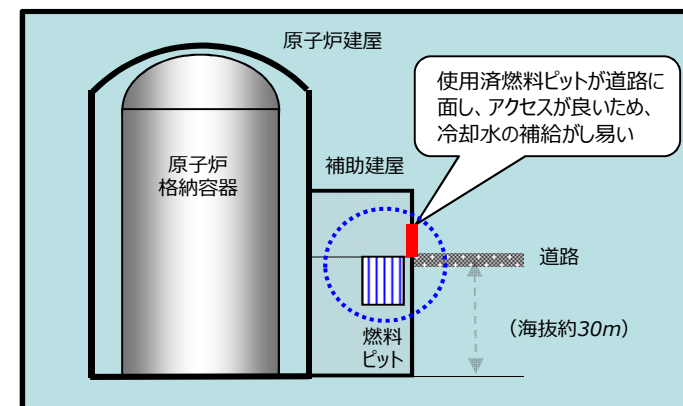 原子炉建屋
使用済燃料ピットが道路に
面し、アクセスが良いため、
冷却水の補給がし易い
原子炉
格納容器
補助建屋
道路
燃料
ピット
（海抜約30m）